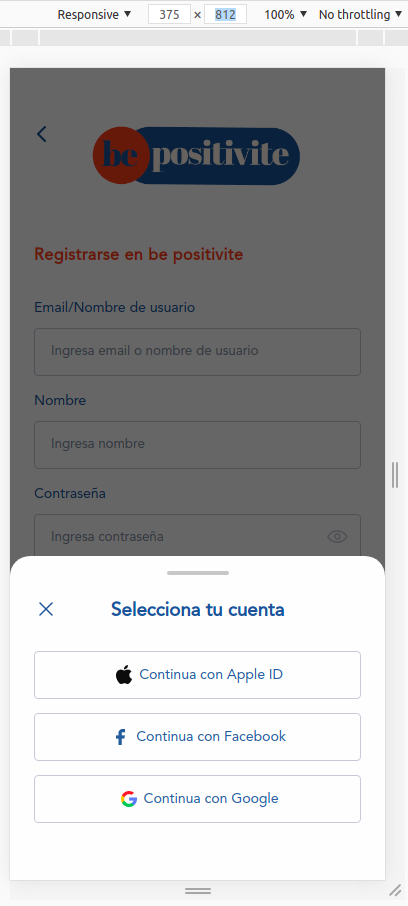 Responsive 375 × 812 100% No throttling
be positivite
Registrarse en be positivite
Email/Nombre de usuario
Ingresa email o nombre de usuario
Nombre
Ingresa nombre
Contraseña
Ingresa contraseña
Selecciona tu cuenta
Continua con Apple ID
Continua con Facebook
Continua con Google